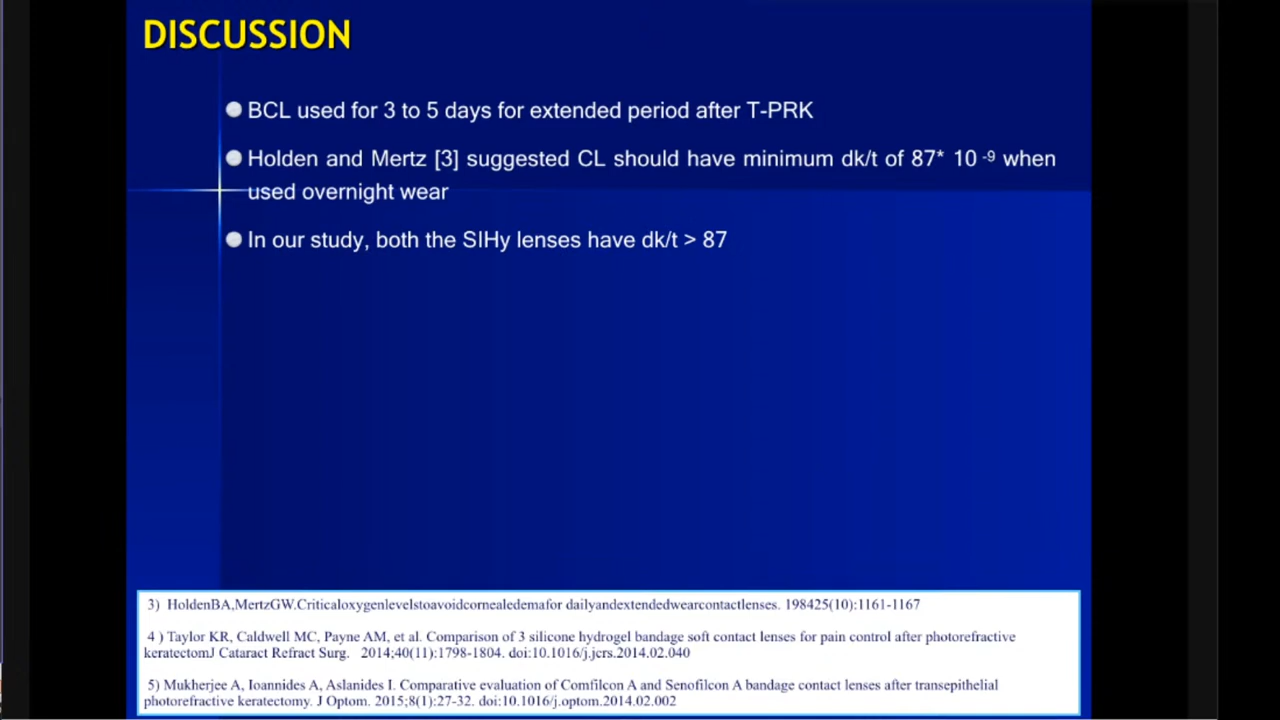 DISCUSSION
BCL used for 3 to 5 days for extended period after T-PRK
Holden and Mertz [3] suggested CL should have minimum dk/t of 87* 10 -9 when
used overnight wear
In our study, both the SIHy lenses have dk/t > 87
3) HoldenBA,MertzGW.Criticaloxygenlevelstoavoidcornealedemafor dailyandextendedwearcontactlenses. 198425(10):1161-1167
4 ) Taylor KR, Caldwell MC, Payne AM, et al. Comparison of 3 silicone hydrogel bandage soft contact lenses for pain control after photorefractive
keratectomJ Cataract Refract Surg. 2014;40(11):1798-1804. doi:10.1016/j.jcrs.2014.02.040
5) Mukherjee A, Ioannides A, Aslanides I. Comparative evaluation of Comfilcon A and Senofilcon A bandage contact lenses after transepithelial
photorefractive keratectomy. J Optom. 2015;8(1):27-32. doi:10.1016/j.optom.2014.02.002